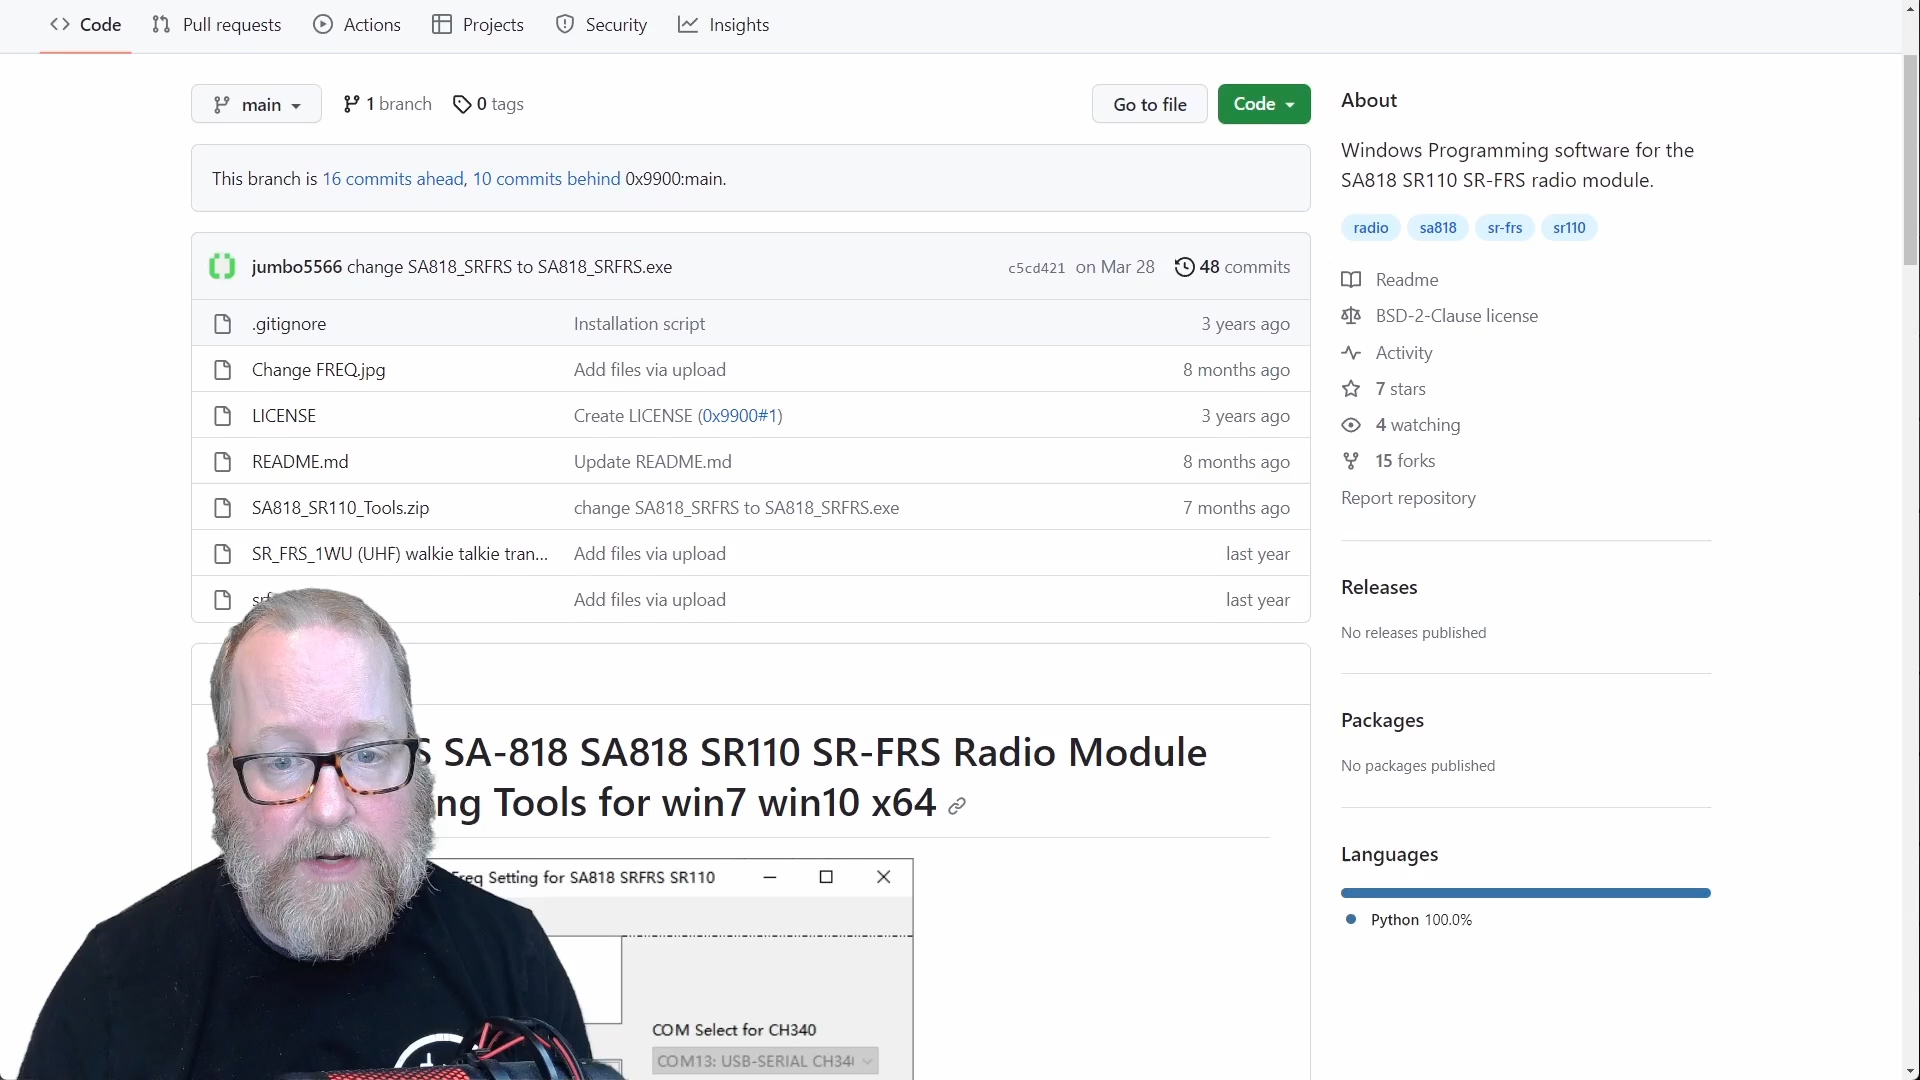 Code Pull requests Actions Projects Security Insights
main 1 branch 0 tags Go to file Code
This branch is 16 commits ahead, 10 commits behind 0x9900:main.
jumbo5566 change SA818_SRFRS to SA818_SRFRS.exe c5cd421 on Mar 28 48 commits
.gitignore Installation script 3 years ago
Change FREQ.jpg Add files via upload 8 months ago
LICENSE Create LICENSE (0x9900#1) 3 years ago
README.md Update README.md 8 months ago
SA818_SR110_Tools.zip change SA818_SRFRS to SA818_SRFRS.exe 7 months ago
SR_FRS_1WU (UHF) walkie talkie tran... Add files via upload last year
Add files via upload last year
SA-818 SA818 SR110 SR-FRS Radio Module
ng Tools for win7 win10 x64
Freq Setting for SA818 SRFRS SR110
COM Select for CH340
COM13: USB-SERIAL CH34
About
Windows Programming software for the
SA818 SR110 SR-FRS radio module.
radio sa818 sr-frs sr110
Readme
BSD-2-Clause license
Activity
7 stars
4 watching
15 forks
Report repository
Releases
No releases published
Packages
No packages published
Languages
Python 100.0%